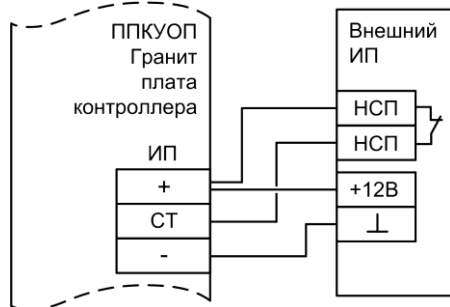 ППКУОП
Гранит
плата
контроллера
ИП
+
СТ
-
Внешний
ИП
НСП
НСП
+12В
⊥